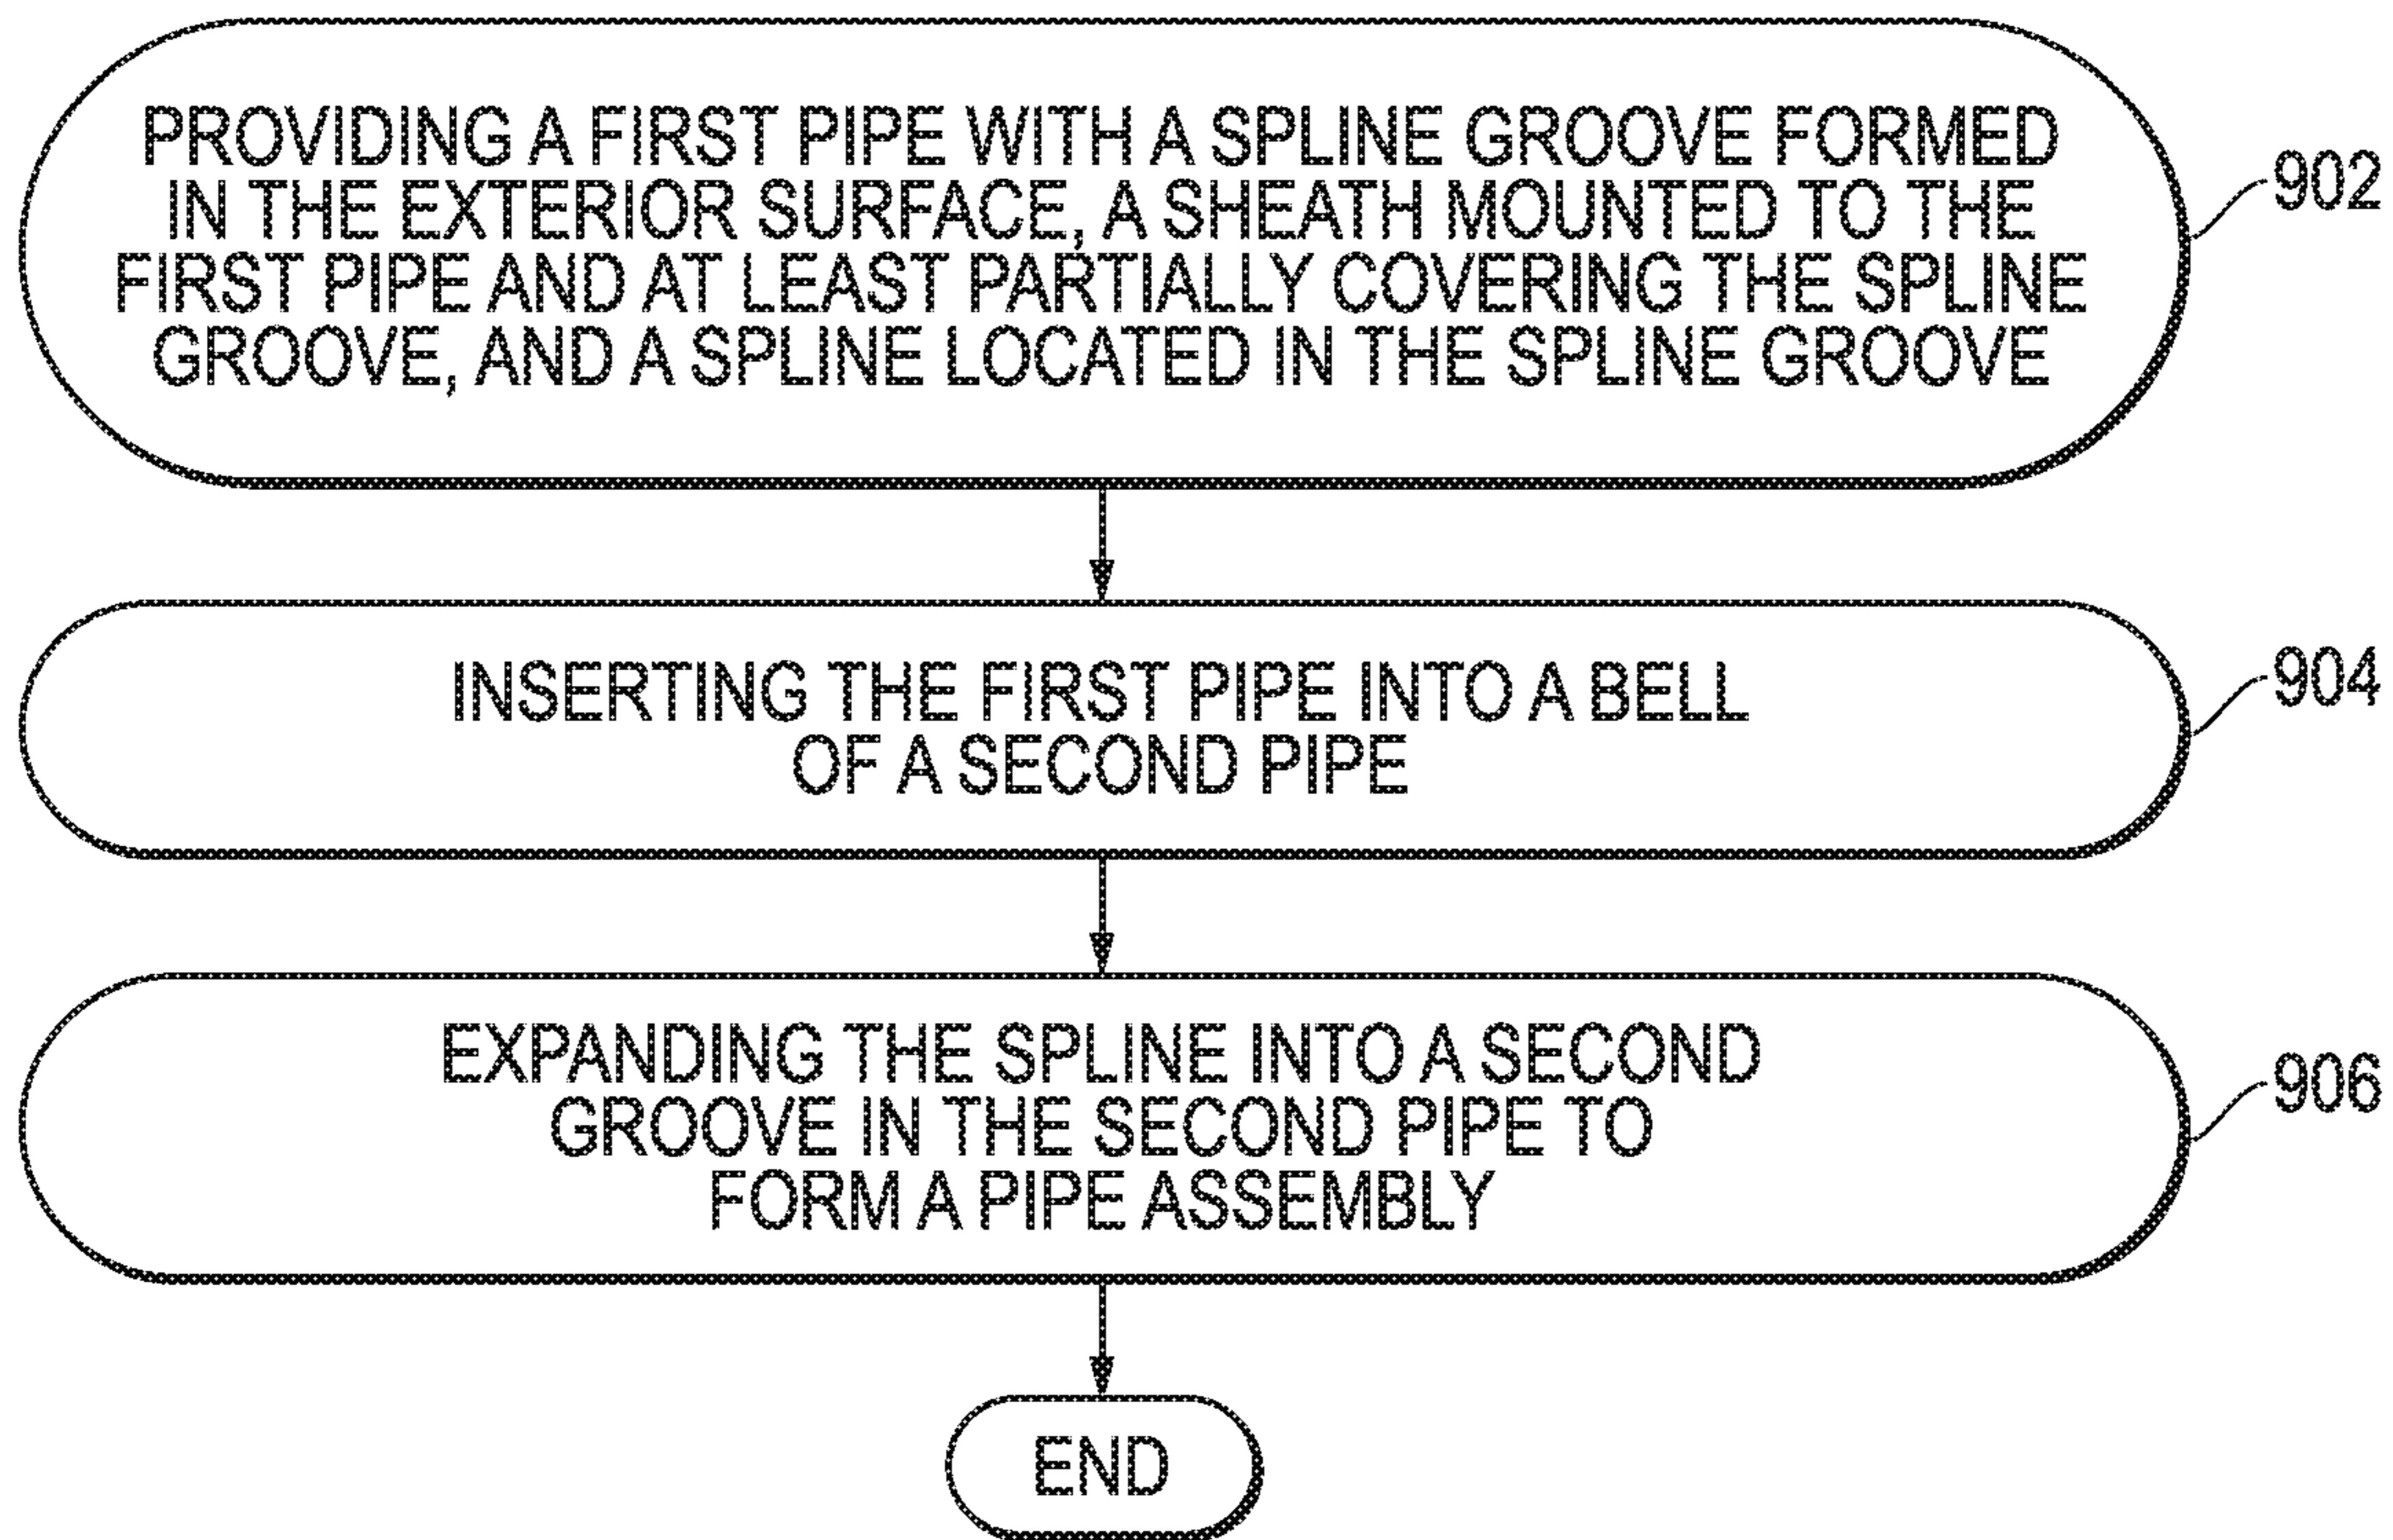 PROVIDING A FIRST PIPE WITH A SPLINE GROOVE FORMED
IN THE EXTERIOR SURFACE, A SHEATH MOUNTED TO THE
FIRST PIPE AND AT LEAST PARTIALLY COVERING THE SPLINE
GROOVE, AND A SPLINE LOCATED IN THE SPLINE GROOVE
902
INSERTING THE FIRST PIPE INTO A BELL
OF A SECOND PIPE
904
EXPANDING THE SPLINE INTO A SECOND
GROOVE IN THE SECOND PIPE TO
FORM A PIPE ASSEMBLY
906
END